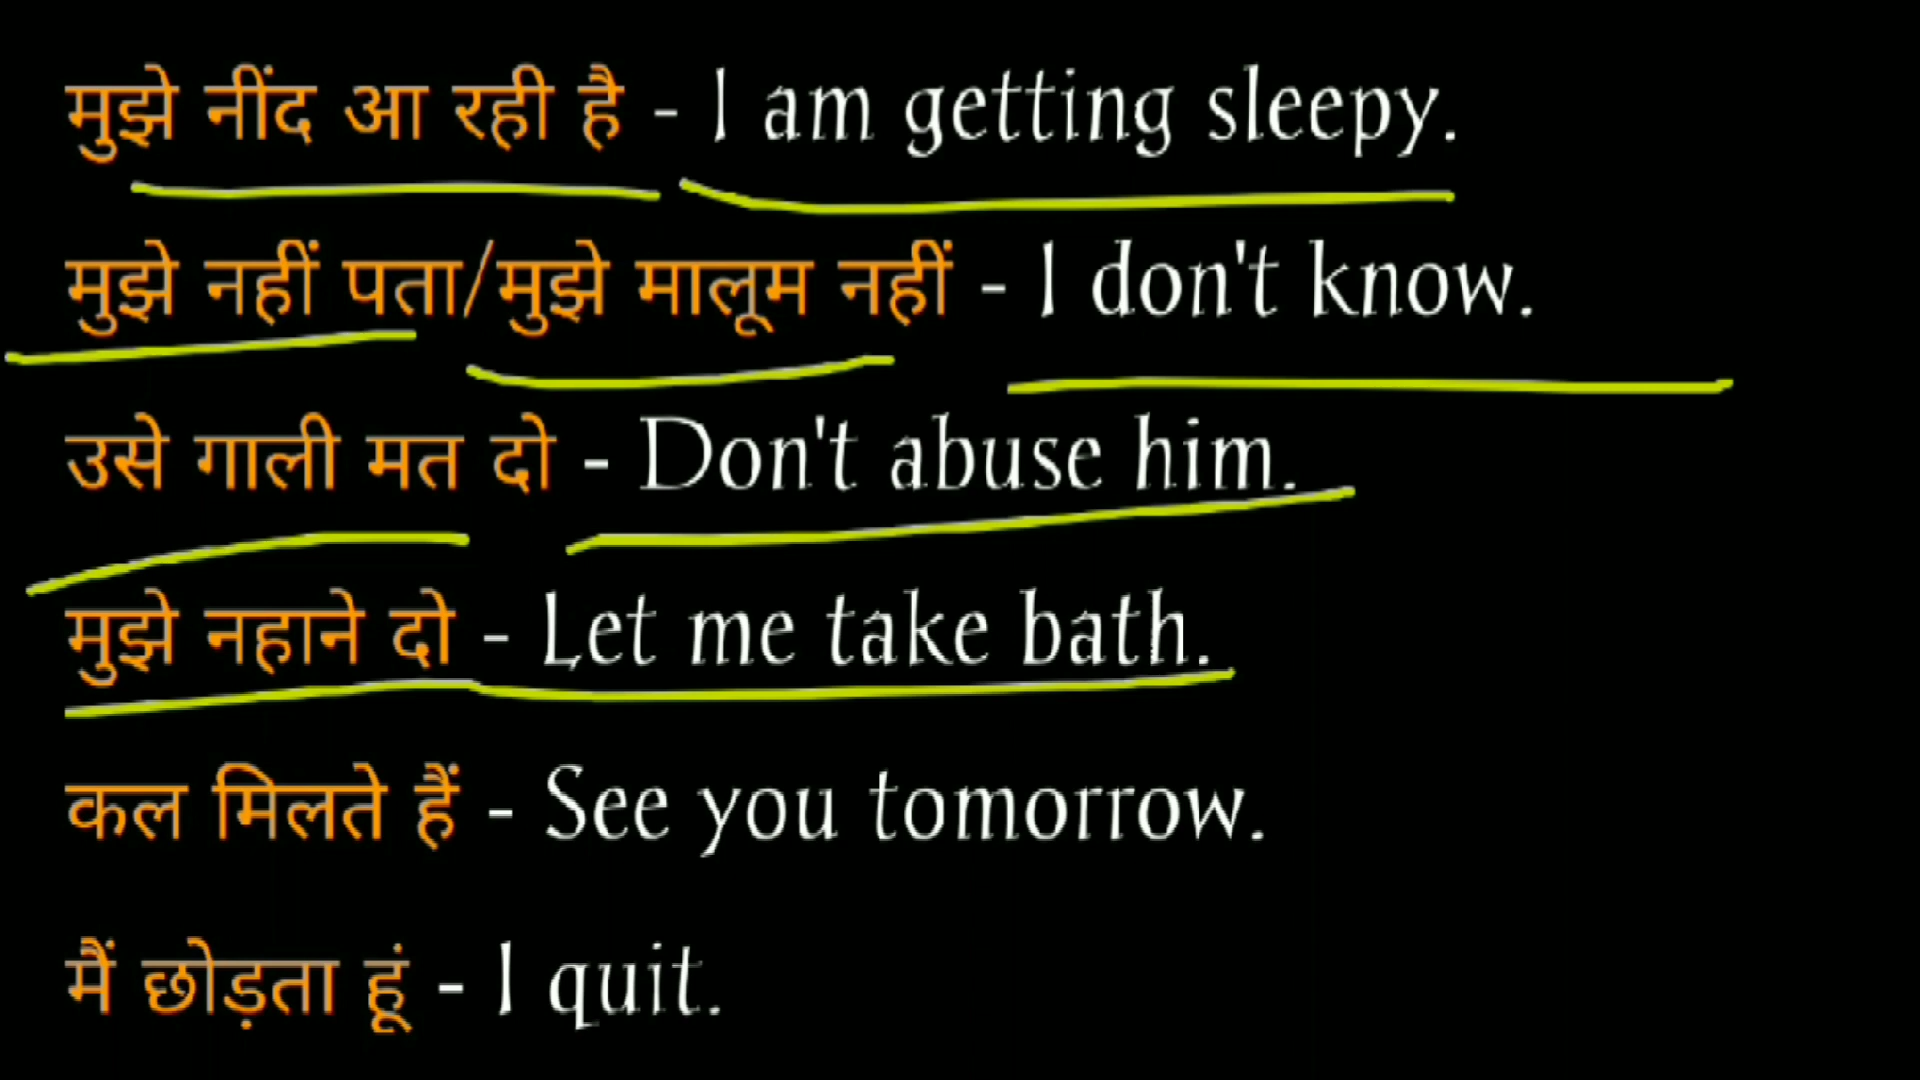 मुझे नींद आ रही है - I am getting sleepy.
मुझे नहीं पता/मुझे मालूम नहीं - I don't know.
उसे गाली मत दो - Don't abuse him.
मुझे नहाने दो - Let me take bath.
कल मिलते हैं - See you tomorrow.
मैं छोड़ता हूं - I quit.